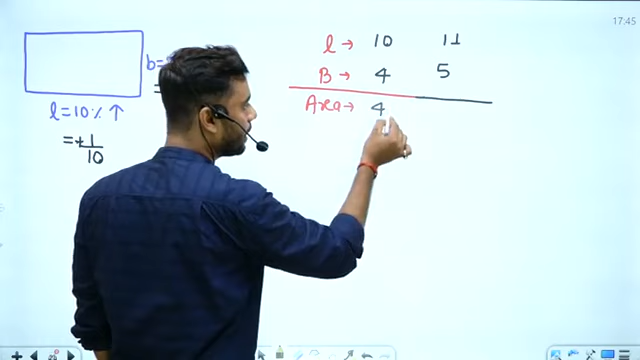 17:45
l → 10 11
B → 4 5
Area → 4
b=
l = 10% ↑
= +1/10